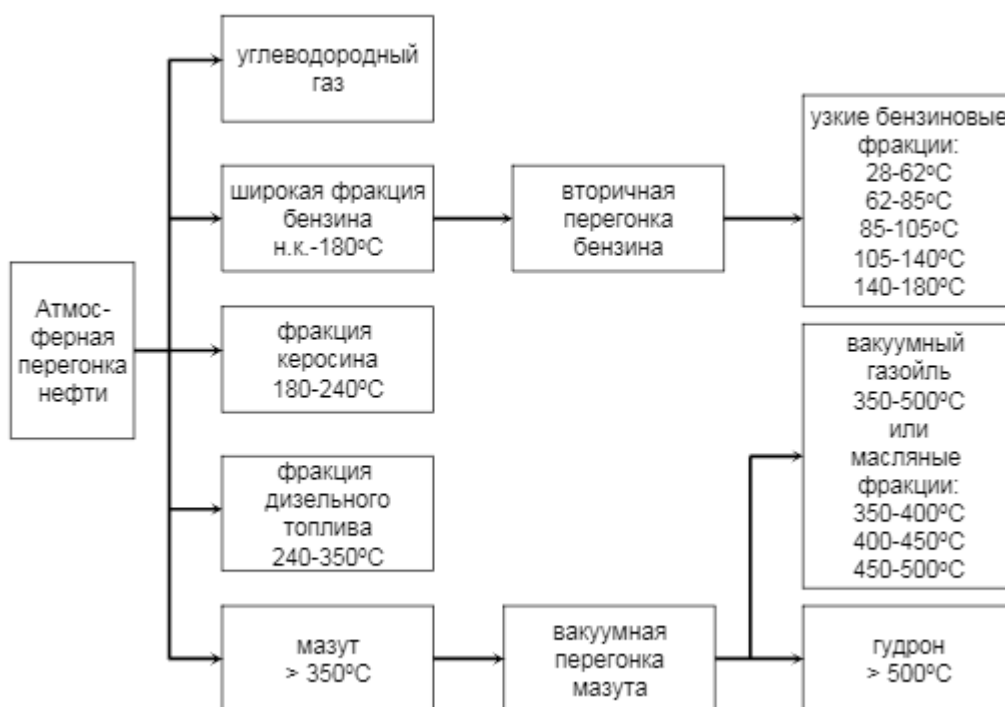 Атмос-
ферная
перегонка
нефти
углеводородный
газ
широкая фракция
бензина
н.к.-180ºС
фракция
керосина
180-240ºС
фракция
дизельного
топлива
240-350ºС
мазут
> 350ºС
вторичная
перегонка
бензина
вакуумная
перегонка
мазута
узкие бензиновые
фракции:
28-62ºС
62-85ºС
85-105ºС
105-140ºС
140-180ºС
вакуумный
газойль
350-500ºС
или
масляные
фракции:
350-400ºС
400-450ºС
450-500ºС
гудрон
> 500ºС